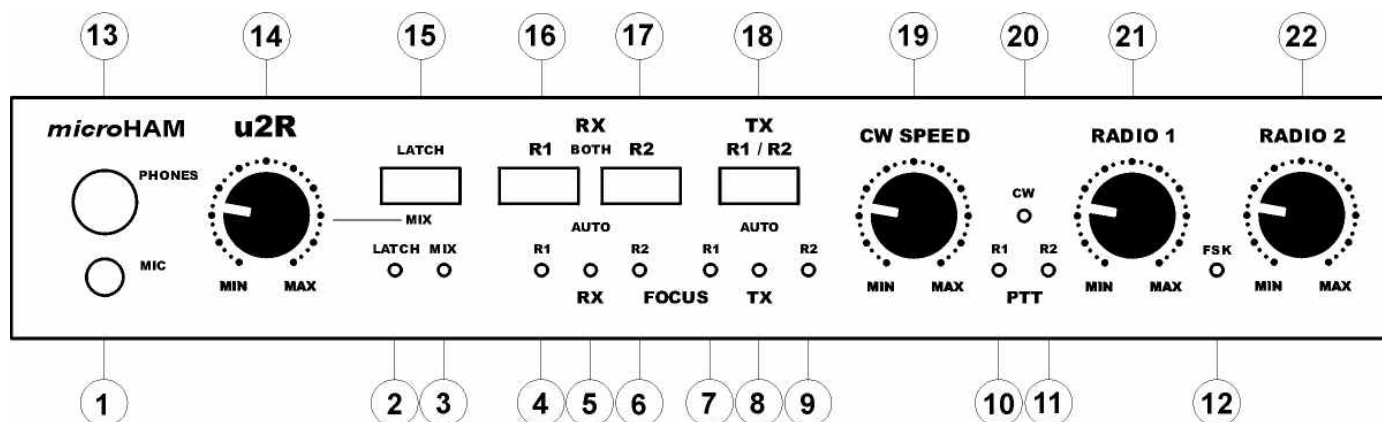 13 14 15 16 17 18 19 20 21 22
microHAM u2R RX TX CW SPEED RADIO 1 RADIO 2
LATCH R1 BOTH R2 R1 / R2
PHONES
CW
MIX AUTO AUTO
LATCH MIX R1 R2 R1 R2 R1 R2 FSK
MIC
MIN MAX RX FOCUS TX MIN MAX PTT MIN MAX MIN MAX
1 2 3 4 5 6 7 8 9 10 11 12